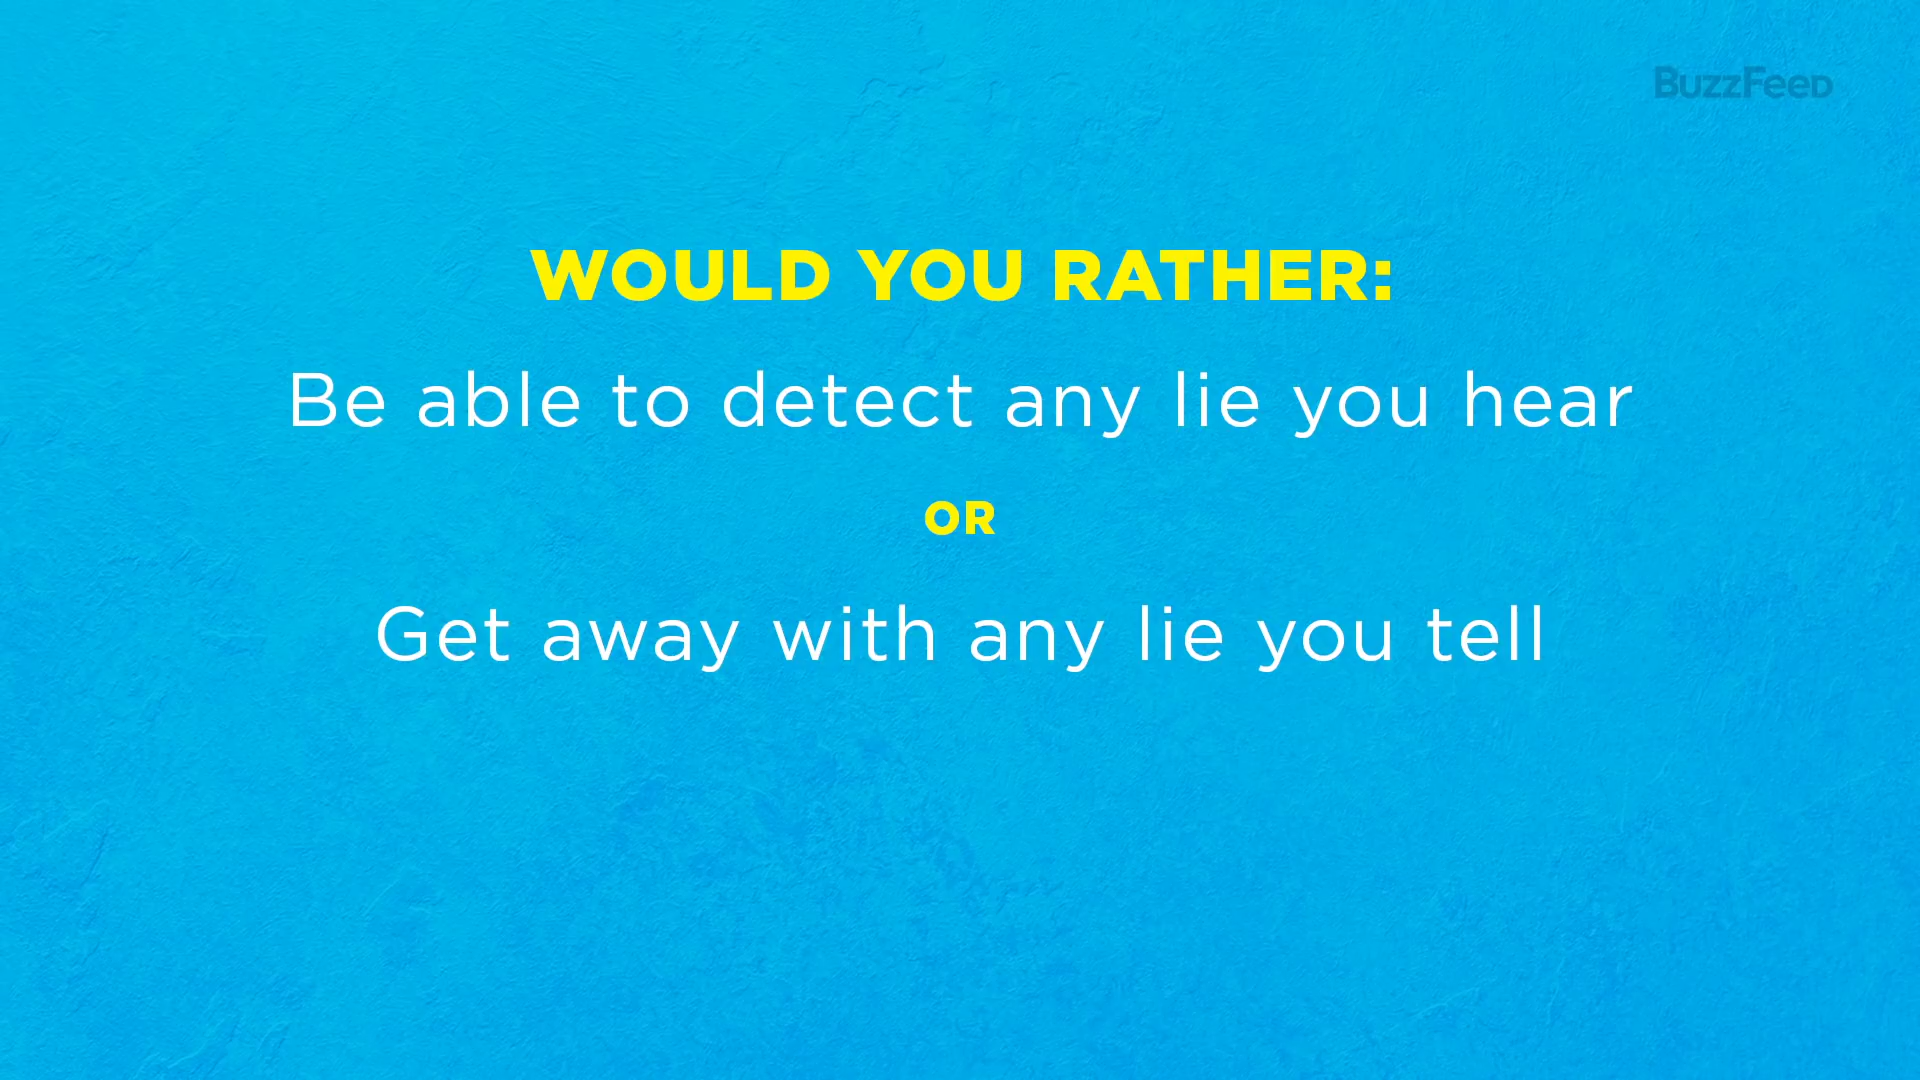 BuzzFeed
WOULD YOU RATHER:
Be able to detect any lie you hear
OR
Get away with any lie you tell